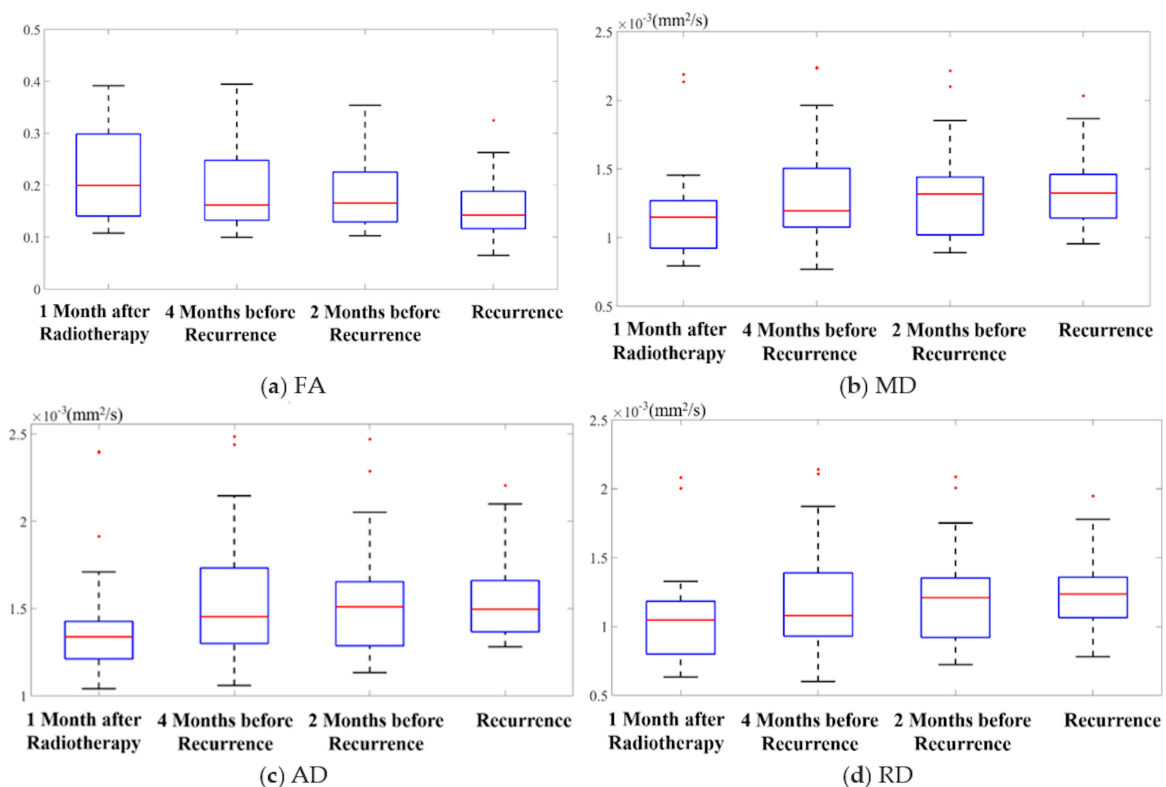 0.5
0.4
0.3
0.2
0.1
0
1 Month after
Radiotherapy
4 Months before
Recurrence
2 Months before
Recurrence
Recurrence
(a) FA
×10⁻³(mm²/s)
2.5
2
1.5
1
0.5
1 Month after
Radiotherapy
4 Months before
Recurrence
2 Months before
Recurrence
Recurrence
(b) MD
×10⁻³(mm²/s)
2.5
2
1.5
1
1 Month after
Radiotherapy
4 Months before
Recurrence
2 Months before
Recurrence
Recurrence
(c) AD
×10⁻³(mm²/s)
2.5
2
1.5
1
0.5
1 Month after
Radiotherapy
4 Months before
Recurrence
2 Months before
Recurrence
Recurrence
(d) RD